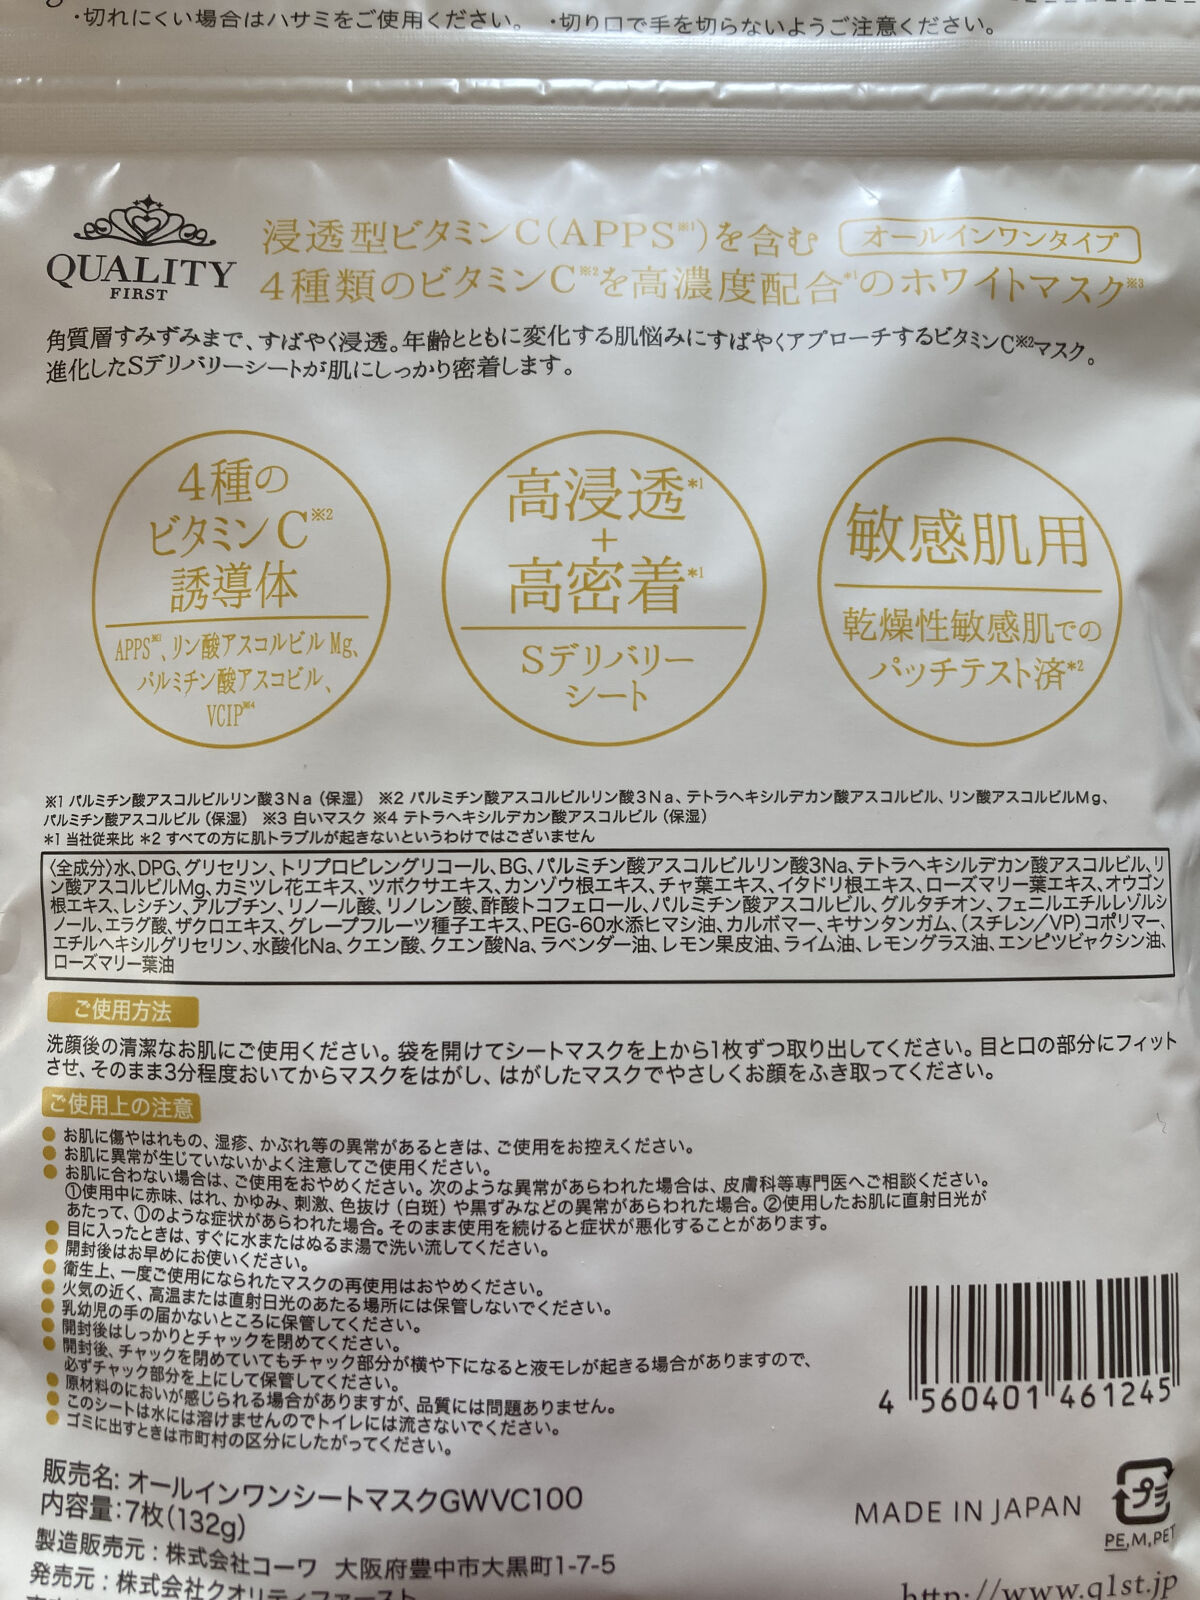 ・切れにくい場合はハサミをご使用ください。 ・切り口で手を切らないようご注意ください。
QUALITY
FIRST
浸透型ビタミンC(APPS※1)を含む オールインワンタイプ
4種類のビタミンC※2を高濃度配合*1のホワイトマスク※3
角質層すみずみまで、すばやく浸透。年齢とともに変化する肌悩みにすばやくアプローチするビタミンC※2マスク。
進化したSデリバリーシートが肌にしっかり密着します。
4種の
ビタミンC※2
誘導体
APPS※1、リン酸アスコルビルMg、
パルミチン酸アスコビル、
VCIP※4
高浸透*1
+
高密着*1
Sデリバリー
シート
敏感肌用
乾燥性敏感肌での
パッチテスト済*2
※1 パルミチン酸アスコルビルリン酸3Na（保湿） ※2 パルミチン酸アスコルビルリン酸3Na、テトラヘキシルデカン酸アスコルビル、リン酸アスコルビルMg、
パルミチン酸アスコルビル（保湿） ※3 白いマスク ※4 テトラヘキシルデカン酸アスコルビル（保湿）
*1 当社従来比 *2 すべての方に肌トラブルが起きないというわけではございません
〈全成分〉水、DPG、グリセリン、トリプロピレングリコール、BG、パルミチン酸アスコルビルリン酸3Na、テトラヘキシルデカン酸アスコルビル、リ
ン酸アスコルビルMg、カミツレ花エキス、ツボクサエキス、カンゾウ根エキス、チャ葉エキス、イタドリ根エキス、ローズマリー葉エキス、オウゴン
根エキス、レシチン、アルブチン、リノール酸、リノレン酸、酢酸トコフェロール、パルミチン酸アスコルビル、グルタチオン、フェニルエチルレゾルシ
ノール、エラグ酸、ザクロエキス、グレープフルーツ種子エキス、PEG-60水添ヒマシ油、カルボマー、キサンタンガム、(スチレン／VP)コポリマー、
エチルヘキシルグリセリン、水酸化Na、クエン酸、クエン酸Na、ラベンダー油、レモン果皮油、ライム油、レモングラス油、エンピツビャクシン油、
ローズマリー葉油
ご使用方法
洗顔後の清潔なお肌にご使用ください。袋を開けてシートマスクを上から1枚ずつ取り出してください。目と口の部分にフィット
させ、そのまま3分程度おいてからマスクをはがし、はがしたマスクでやさしくお顔をふき取ってください。
ご使用上の注意
●お肌に傷やはれもの、湿疹、かぶれ等の異常があるときは、ご使用をお控えください。
●お肌に異常が生じていないかよく注意してご使用ください。
●お肌に合わない場合は、ご使用をおやめください。次のような異常があらわれた場合は、皮膚科等専門医へご相談ください。
①使用中に赤味、はれ、かゆみ、刺激、色抜け（白斑）や黒ずみなどの異常があらわれた場合。②使用したお肌に直射日光が
あたって、①のような症状があらわれた場合。そのまま使用を続けると症状が悪化することがあります。
●目に入ったときは、すぐに水またはぬるま湯で洗い流してください。
●開封後はお早めにお使いください。
●衛生上、一度ご使用になられたマスクの再使用はおやめください。
●火気の近く、高温または直射日光のあたる場所には保管しないでください。
●乳幼児の手の届かないところに保管してください。
●開封後はしっかりとチャックを閉めてください。
●開封後、チャックを閉めていてもチャック部分が横や下になると液モレが起きる場合がありますので、
必ずチャック部分を上にして保管してください。
●原材料のにおいが感じられる場合がありますが、品質には問題ありません。
●このシートは水には溶けませんのでトイレには流さないでください。
●ゴミに出すときは市町村の区分にしたがってください。
4 560401 461245
販売名：オールインワンシートマスクGWVC100
内容量：7枚(132g)
製造販売元：株式会社コーワ 大阪府豊中市大黒町1-7-5
発売元：株式会社クオリティファースト
MADE IN JAPAN
プラ
PE,M,PET
http://www.q1st.jp